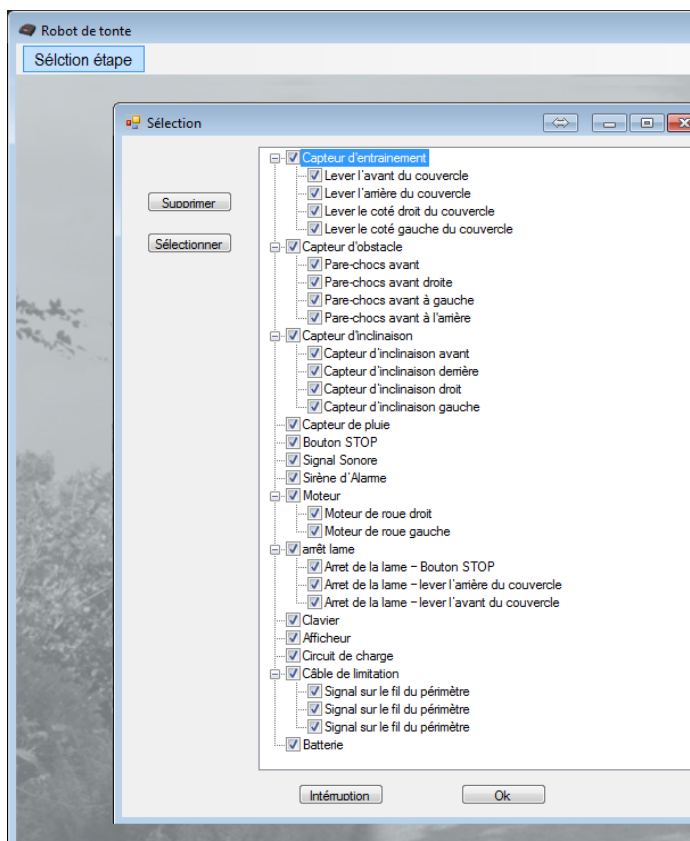 Robot de tonte
Sélction étape
Sélection
Supprimer
Sélectionner
Capteur d'entrainement
Lever l'avant du couvercle
Lever l'arrière du couvercle
Lever le coté droit du couvercle
Lever le coté gauche du couvercle
Capteur d'obstacle
Pare-chocs avant
Pare-chocs avant droite
Pare-chocs avant à gauche
Pare-chocs avant à l'arrière
Capteur d'inclinaison
Capteur d'inclinaison avant
Capteur d'inclinaison derrière
Capteur d'inclinaison droit
Capteur d'inclinaison gauche
Capteur de pluie
Bouton STOP
Signal Sonore
Sirène d'Alarme
Moteur
Moteur de roue droit
Moteur de roue gauche
arrêt lame
Arret de la lame – Bouton STOP
Arret de la lame – lever l'arrière du couvercle
Arret de la lame – lever l'avant du couvercle
Clavier
Afficheur
Circuit de charge
Câble de limitation
Signal sur le fil du périmètre
Signal sur le fil du périmètre
Signal sur le fil du périmètre
Batterie
Intérruption
Ok